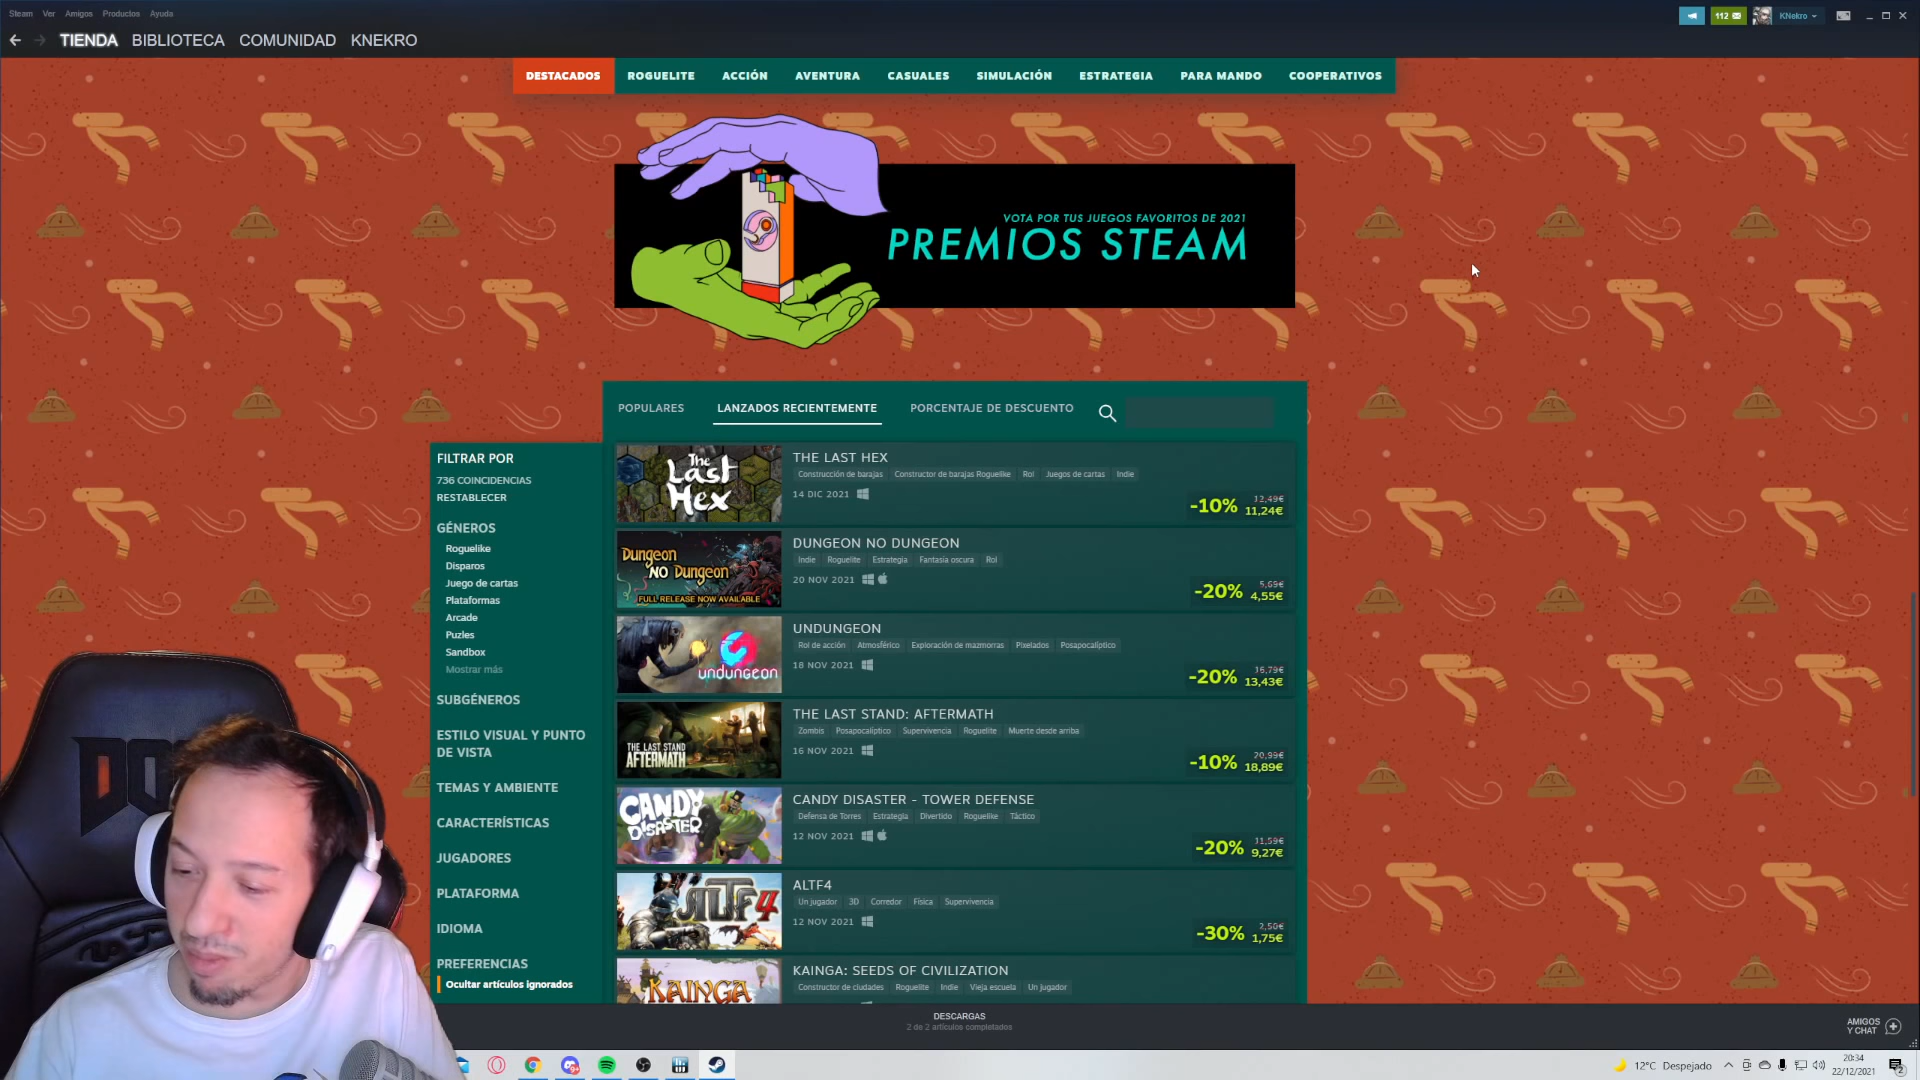 Steam Ver Amigos Productos Ayuda
112
KNekro
TIENDA BIBLIOTECA COMUNIDAD KNEKRO
DESTACADOS ROGUELITE ACCIÓN AVENTURA CASUALES SIMULACIÓN ESTRATEGIA PARA MANDO COOPERATIVOS
VOTA POR TUS JUEGOS FAVORITOS DE 2021
PREMIOS STEAM
POPULARES LANZADOS RECIENTEMENTE PORCENTAJE DE DESCUENTO
FILTRAR POR
736 COINCIDENCIAS
RESTABLECER
GÉNEROS
Roguelike
Disparos
Juego de cartas
Plataformas
Arcade
Puzles
Sandbox
Mostrar más
SUBGÉNEROS
ESTILO VISUAL Y PUNTO
DE VISTA
TEMAS Y AMBIENTE
CARACTERÍSTICAS
JUGADORES
PLATAFORMA
IDIOMA
PREFERENCIAS
Ocultar artículos ignorados
The Last Hex
THE LAST HEX
Construcción de barajas Constructor de barajas Roguelike Rol Juegos de cartas Indie
14 DIC 2021
-10% 12,49€
11,24€
Dungeon NO Dungeon
FULL RELEASE NOW AVAILABLE
DUNGEON NO DUNGEON
Indie Roguelite Estrategia Fantasía oscura Rol
20 NOV 2021
-20% 5,69€
4,55€
undungeon
UNDUNGEON
Rol de acción Atmosférico Exploración de mazmorras Pixelados Posapocalíptico
18 NOV 2021
-20% 16,79€
13,43€
THE LAST STAND
AFTERMATH
THE LAST STAND: AFTERMATH
Zombis Posapocalíptico Supervivencia Roguelite Muerte desde arriba
16 NOV 2021
-10% 20,99€
18,89€
CANDY DISASTER
CANDY DISASTER - TOWER DEFENSE
Defensa de Torres Estrategia Divertido Roguelike Táctico
12 NOV 2021
-20% 11,59€
9,27€
ALTF4
ALTF4
Un jugador 3D Corredor Física Supervivencia
12 NOV 2021
-30% 2,50€
1,75€
KAINGA
KAINGA: SEEDS OF CIVILIZATION
Constructor de ciudades Roguelite Indie Vieja escuela Un jugador
DESCARGAS
2 de 2 artículos completados
AMIGOS
Y CHAT
12°C Despejado
20:34
22/12/2021